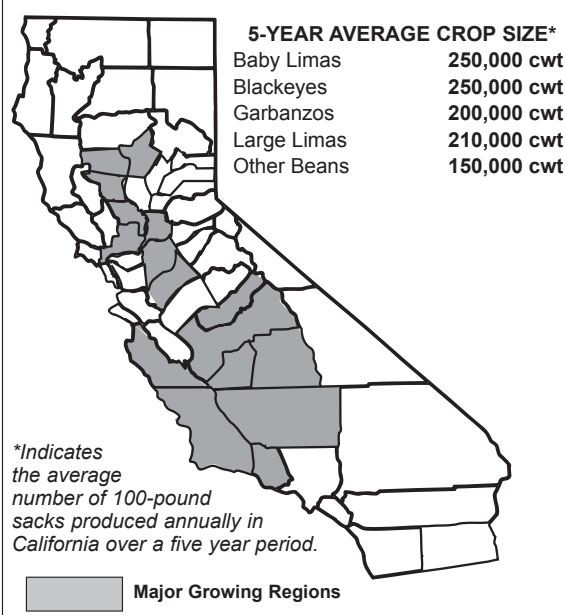 5-YEAR AVERAGE CROP SIZE*
Baby Limas 250,000 cwt
Blackeyes 250,000 cwt
Garbanzos 200,000 cwt
Large Limas 210,000 cwt
Other Beans 150,000 cwt
*Indicates
the average
number of 100-pound
sacks produced annually in
California over a five year period.
Major Growing Regions